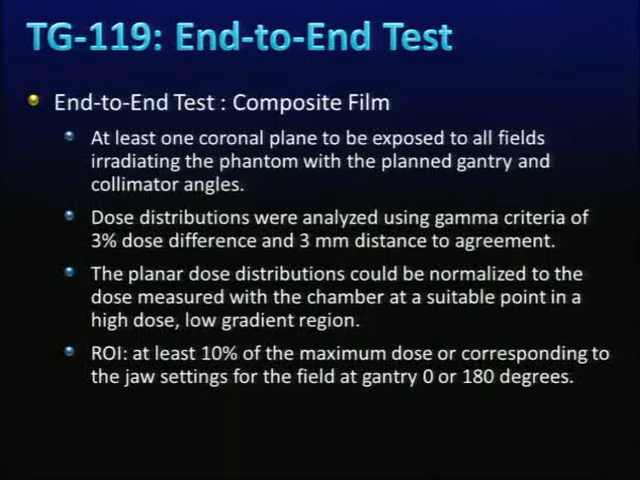 TG-119: End-to-End Test
End-to-End Test : Composite Film
At least one coronal plane to be exposed to all fields
irradiating the phantom with the planned gantry and
collimator angles.
Dose distributions were analyzed using gamma criteria of
3% dose difference and 3 mm distance to agreement.
The planar dose distributions could be normalized to the
dose measured with the chamber at a suitable point in a
high dose, low gradient region.
ROI: at least 10% of the maximum dose or corresponding to
the jaw settings for the field at gantry 0 or 180 degrees.